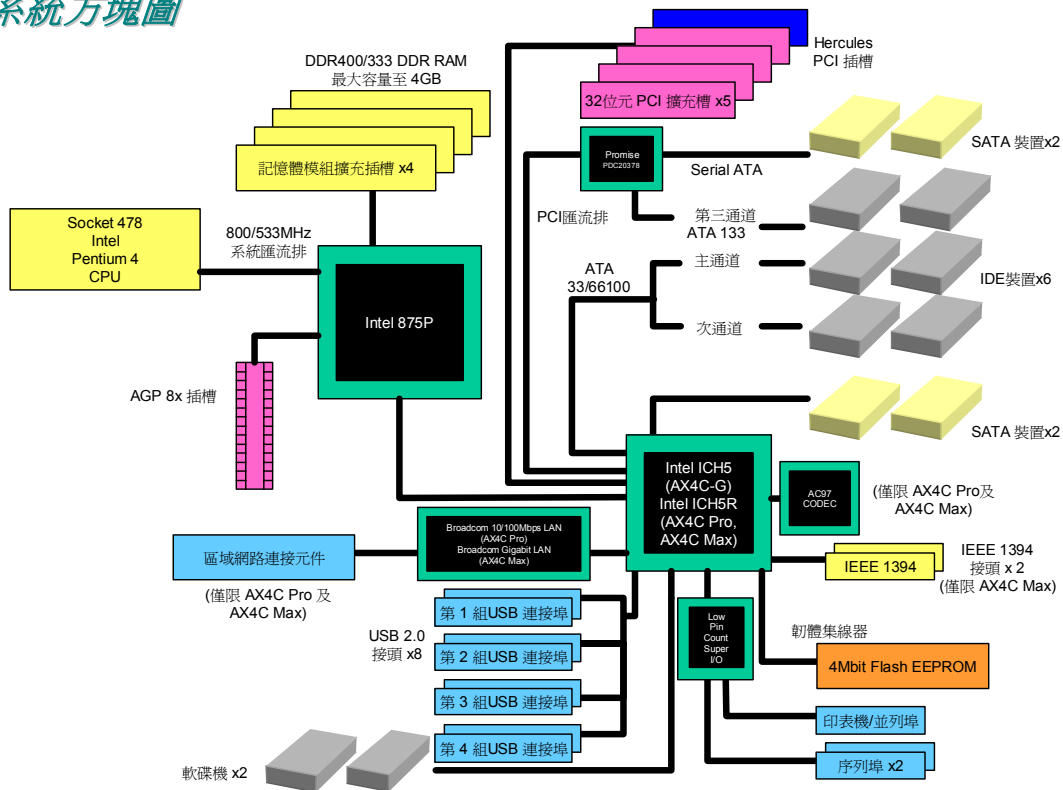 系統方塊圖
DDR400/333 DDR RAM
最大容量至 4GB
記憶體模組擴充插槽 x4
Hercules
PCI 插槽
32位元 PCI 擴充槽 x5
Promise
PDC20378
Serial ATA
SATA 裝置x2
PCI匯流排
第三通道
ATA 133
Socket 478
Intel
Pentium 4
CPU
800/533MHz
系統匯流排
Intel 875P
ATA
33/66100
主通道
次通道
IDE裝置x6
AGP 8x 插槽
SATA 裝置x2
Intel ICH5
(AX4C-G)
Intel ICH5R
(AX4C Pro,
AX4C Max)
AC97
CODEC
(僅限 AX4C Pro及
AX4C Max)
Broadcom 10/100Mbps LAN
(AX4C Pro)
Broadcom Gigabit LAN
(AX4C Max)
區域網路連接元件
(僅限 AX4C Pro 及
AX4C Max)
IEEE 1394
IEEE 1394
接頭 x 2
(僅限 AX4C Max)
USB 2.0
接頭 x8
第 1 組USB 連接埠
第 2 組USB 連接埠
第 3 組USB 連接埠
第 4 組USB 連接埠
Low
Pin
Count
Super
I/O
韌體集線器
4Mbit Flash EEPROM
印表機/並列埠
序列埠 x2
軟碟機 x2